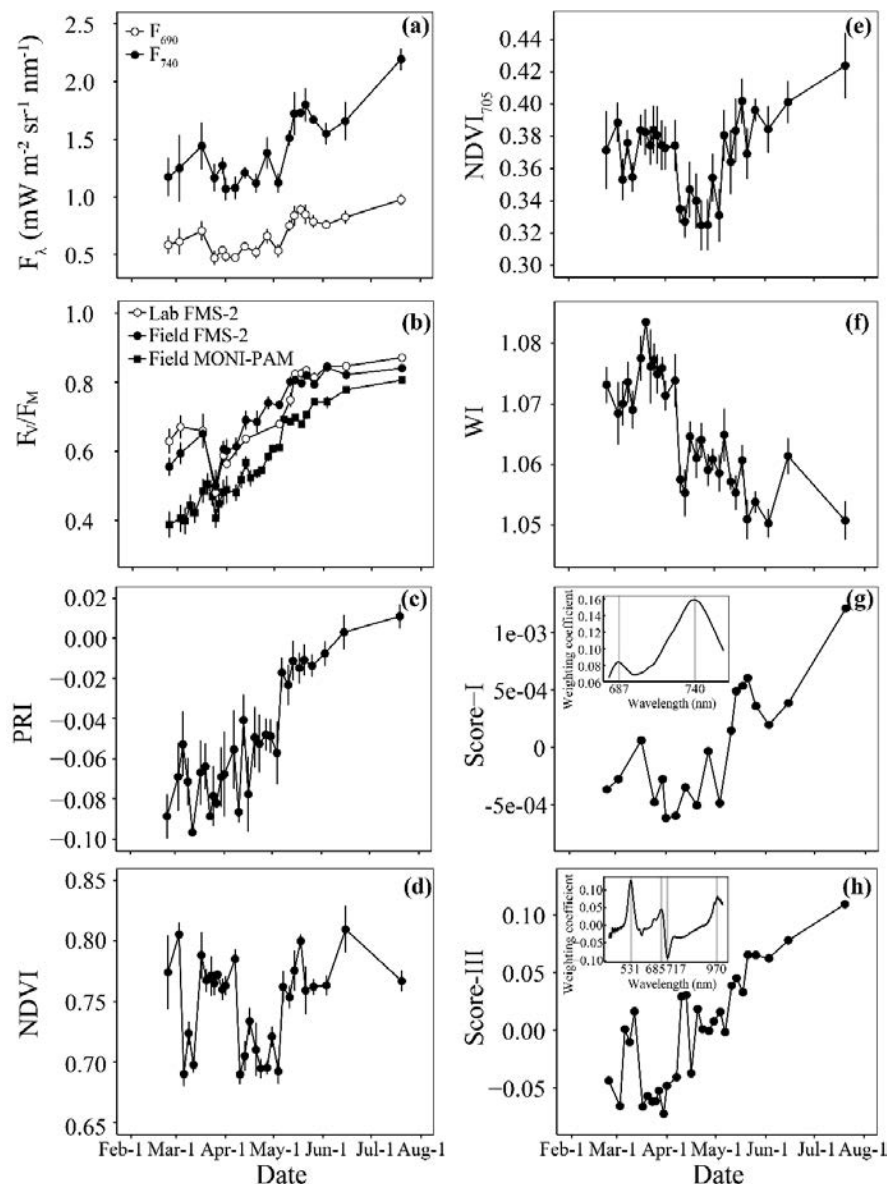 (a)
F690
F740
2.5
2.0
1.5
1.0
0.5
Fλ (mW m-2 sr-1 nm-1)
(b)
Lab FMS-2
Field FMS-2
Field MONI-PAM
1.0
0.8
0.6
0.4
FV/FM
(c)
0.02
0.00
−0.02
−0.04
−0.06
−0.08
−0.10
PRI
(d)
0.85
0.80
0.75
0.70
0.65
NDVI
Feb-1 Mar-1 Apr-1 May-1 Jun-1 Jul-1 Aug-1
Date
(e)
0.44
0.42
0.40
0.38
0.36
0.34
0.32
0.30
NDVI705
(f)
1.08
1.07
1.06
1.05
WI
(g)
1e-03
5e-04
0
-5e-04
Score−I
Weighting coefficient
0.16
0.14
0.12
0.10
0.08
0.06
687 740
Wavelength (nm)
(h)
0.10
0.05
0.00
−0.05
Score-III
Weighting coefficient
0.10
0.05
0.00
-0.05
-0.10
531 685 717 970
Wavelength (nm)
Feb-1 Mar-1 Apr-1 May-1 Jun-1 Jul-1 Aug-1
Date